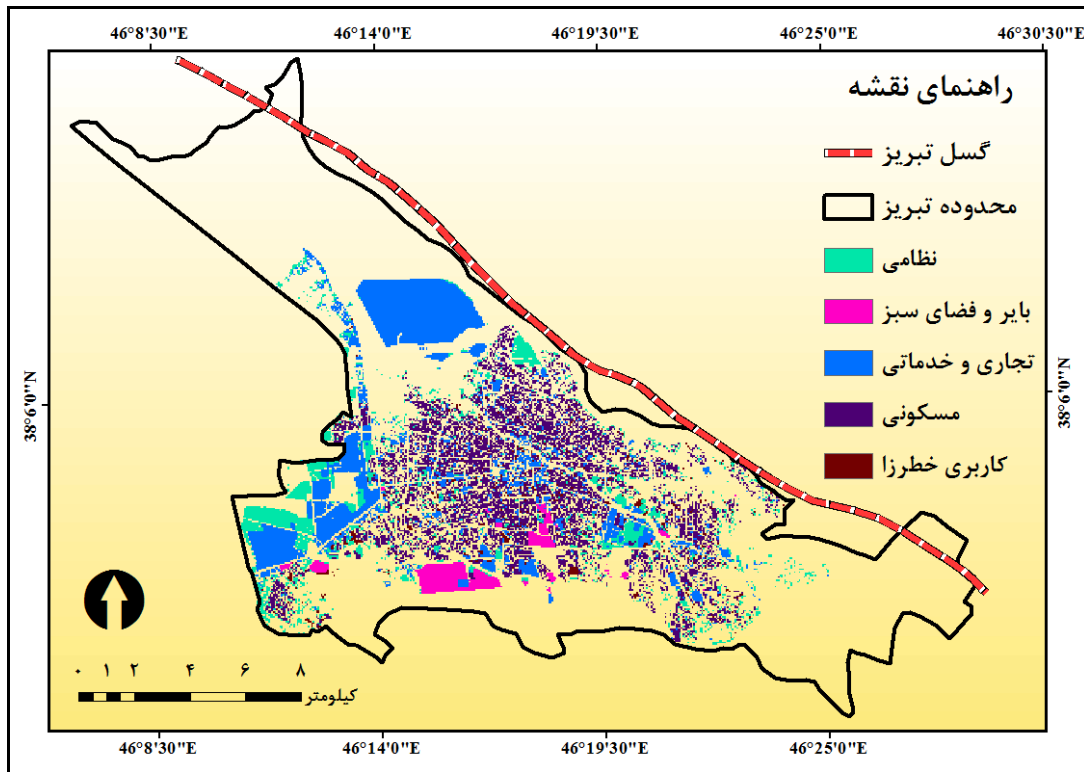 46°8'30"E 46°14'0"E 46°19'30"E 46°25'0"E 46°30'30"E
راهنمای نقشه
گسل تبریز
محدوده تبریز
نظامی
بایر و فضای سبز
تجاری و خدماتی
مسکونی
کاربری خطرزا
38°6'0"N
38°6'0"N
۰ ۱ ۲ ۴ ۶ ۸
کیلومتر
46°8'30"E 46°14'0"E 46°19'30"E 46°25'0"E